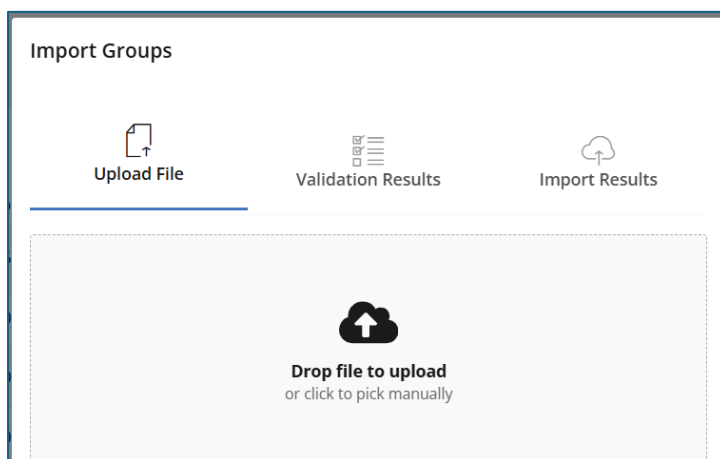 Import Groups
Upload File
Validation Results
Import Results
Drop file to upload
or click to pick manually